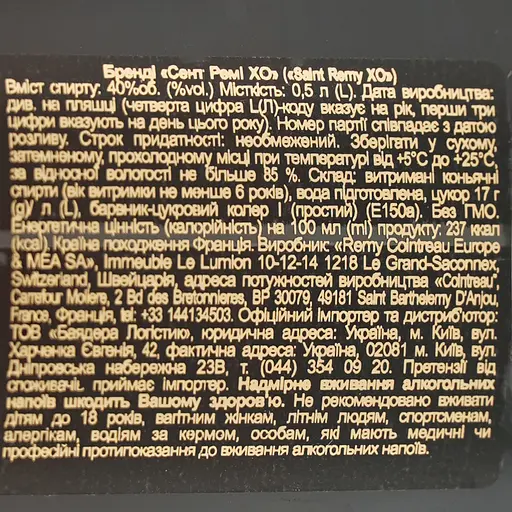 Бренді «Сент Ремі ХО» («Saint Remy XO»)
Вміст спирту: 40%об. (%vol.) Місткість: 0,5 л (L). Дата виробництва:
див. на пляшці (четверта цифра L(Л)-коду вказує на рік, перші три
цифри вказують на день цього року). Номер партії співпадає з датою
розливу. Строк придатності: необмежений. Зберігати у сухому,
затемненому, прохолодному місці при температурі від +5°С до +25°С,
за відносної вологості не більше 85 %. Склад: витримані коньячні
спирти (вік витримки не менше 6 років), вода підготовлена, цукор 17 г
(g)/ л (L), барвник-цукровий колер I (простий) (Е150а). Без ГМО.
Енергетична цінність (калорійність) на 100 мл (ml) продукту: 237 ккал
(kcal). Країна походження Франція. Виробник: «Remy Cointreau Europe
& MEA SA», Immeuble Le Lumion 10-12-14 1218 Le Grand-Saconnex,
Switzerland, Швейцарія, адреса потужностей виробництва «Cointreau",
Carrefour Moliere, 2 Bd des Bretonnieres, BP 30079, 49181 Saint Barthelemy D'Anjou,
France, Франція, tel: +33 144134503. Офіційний імпортер та дистриб'ютор:
ТОВ «Баядера Логістик», юридична адреса: Україна, м. Київ, вул.
Харченка Євгенія, 42, фактична адреса: Україна, 02081 м. Київ, вул.
Дніпровська набережна 23В, т. (044) 354 09 20. Претензії від
споживачів приймає імпортер. Надмірне вживання алкогольних
напоїв шкодить Вашому здоров'ю. Не рекомендовано вживати
дітям до 18 років, вагітним жінкам, літнім людям, спортсменам,
алергікам, водіям за кермом, особам, які мають медичні чи
професійні протипоказання до вживання алкогольних напоїв.